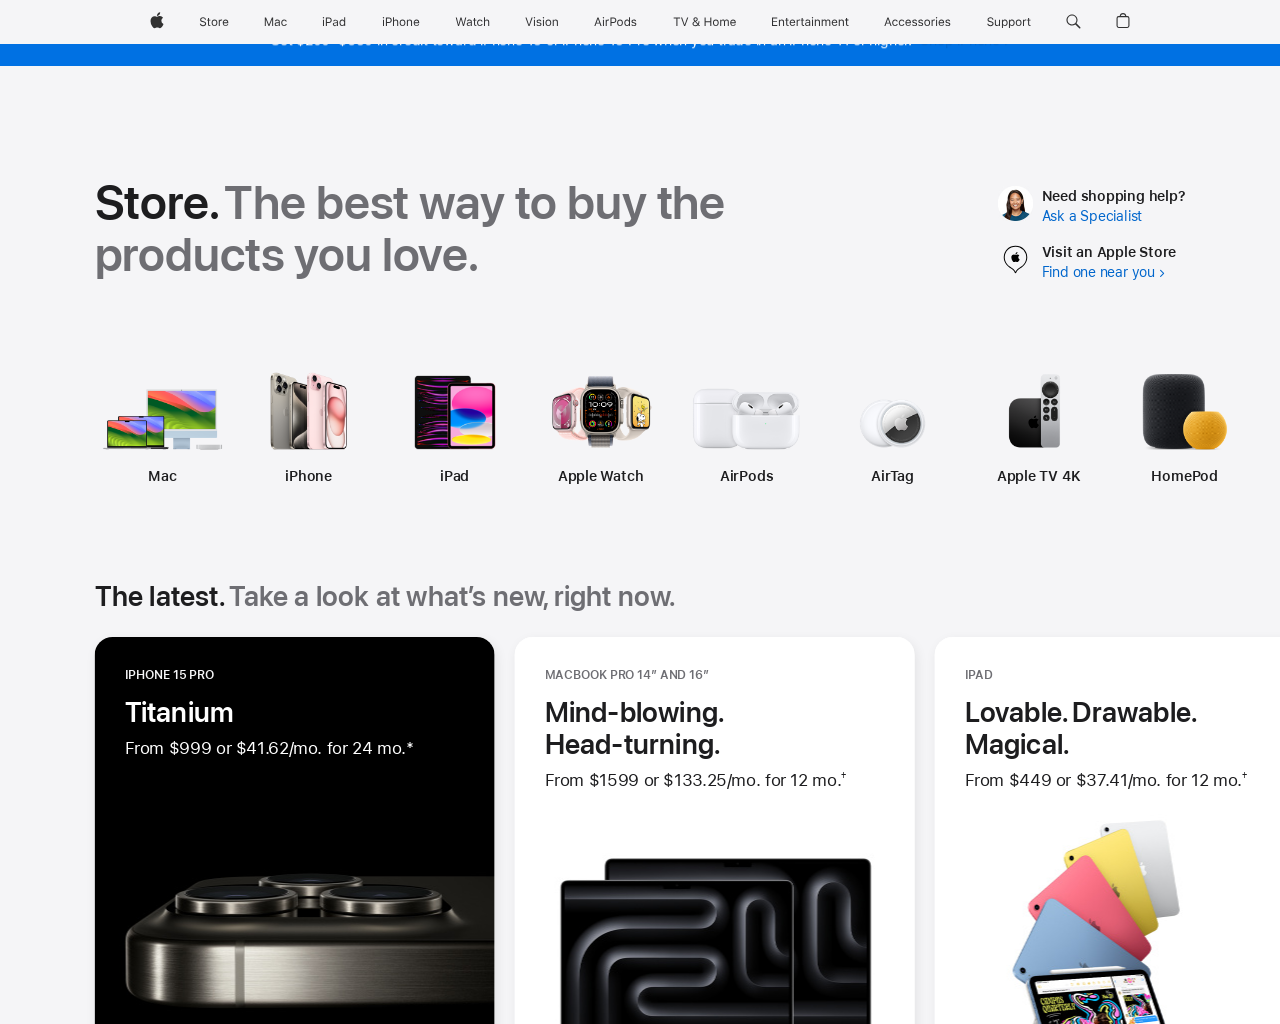 Store
Mac
iPad
iPhone
Watch
Vision
AirPods
TV & Home
Entertainment
Accessories
Support
Store. The best way to buy the
products you love.
Need shopping help?
Ask a Specialist
Visit an Apple Store
Find one near you >
Mac
iPhone
iPad
Apple Watch
AirPods
AirTag
Apple TV 4K
HomePod
The latest. Take a look at what’s new, right now.
IPHONE 15 PRO
Titanium
From $999 or $41.62/mo. for 24 mo.*
MACBOOK PRO 14” AND 16”
Mind-blowing.
Head-turning.
From $1599 or $133.25/mo. for 12 mo.†
IPAD
Lovable. Drawable.
Magical.
From $449 or $37.41/mo. for 12 mo.†